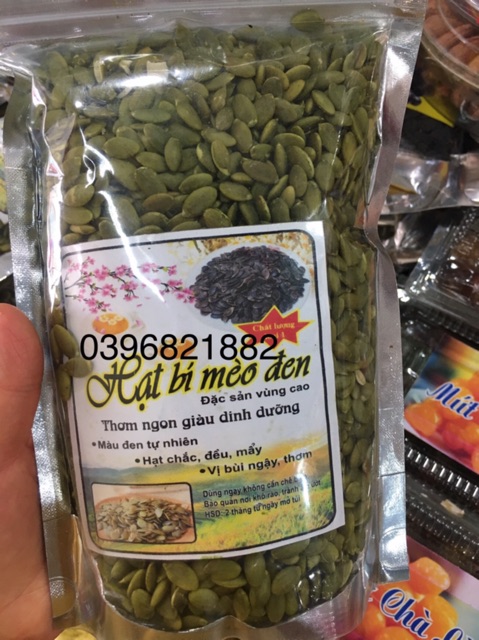 Chất lượng
0396821882
Hạt bí mèo đen
Đặc sản vùng cao
Thơm ngon giàu dinh dưỡng
•Màu đen tự nhiên
•Hạt chắc, đều, mẩy
•Vị bùi ngậy, thơm
Dùng ngay không cần chế
Bảo quản nơi khô ráo, tránh
HSD: 2 tháng từ ngày mở túi
Mứt
Chà